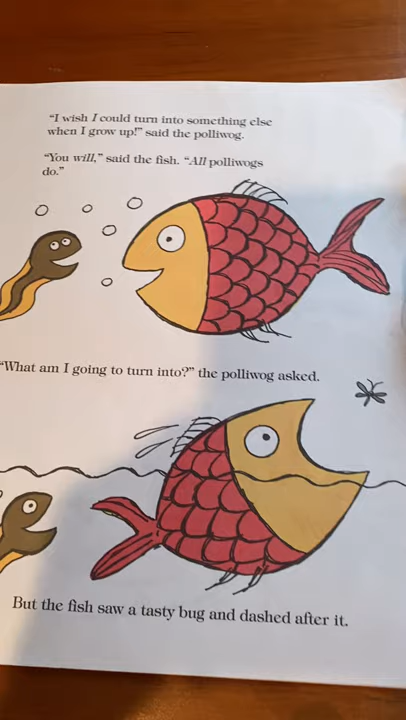 “I wish I could turn into something else
when I grow up!” said the polliwog.
“You will,” said the fish. “All polliwogs
do.”
“What am I going to turn into?” the polliwog asked.
But the fish saw a tasty bug and dashed after it.